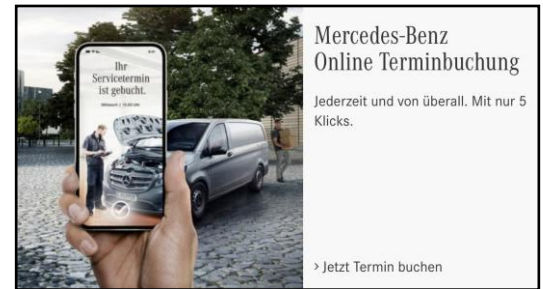 Ihr
Servicetermin
ist gebucht.
Mercedes-Benz
Online Terminbuchung
Jederzeit und von überall. Mit nur 5
Klicks.
› Jetzt Termin buchen